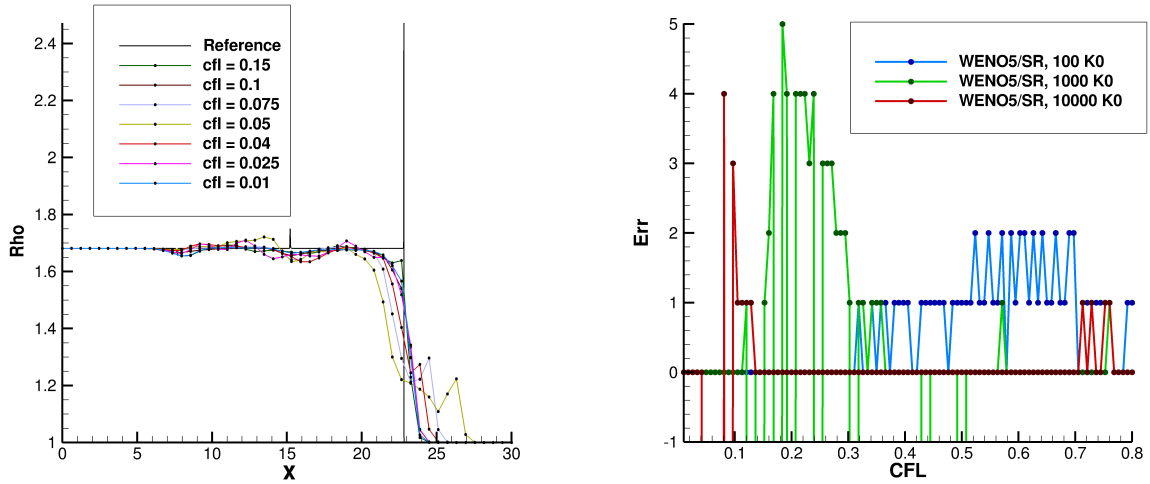 Reference
cfl = 0.15
cfl = 0.1
cfl = 0.075
cfl = 0.05
cfl = 0.04
cfl = 0.025
cfl = 0.01
2.4
2.2
2
1.8
1.6
1.4
1.2
1
Rho
0 5 10 15 20 25 30
X
WENO5/SR, 100 K0
WENO5/SR, 1000 K0
WENO5/SR, 10000 K0
5
4
3
2
1
0
-1
Err
0.1 0.2 0.3 0.4 0.5 0.6 0.7 0.8
CFL